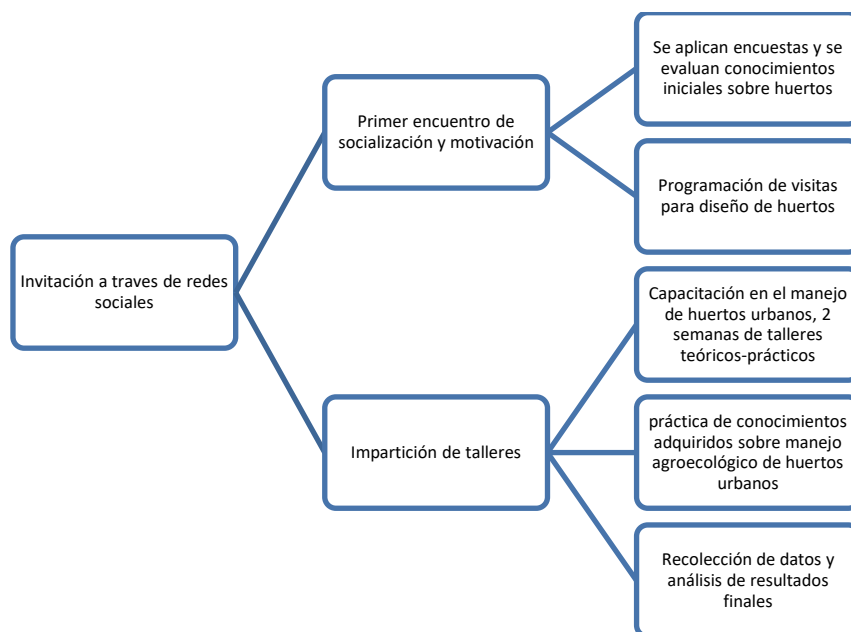 Invitación a traves de redes
sociales
Primer encuentro de
socialización y motivación
Se aplican encuestas y se
evaluan conocimientos
iniciales sobre huertos
Programación de visitas
para diseño de huertos
Impartición de talleres
Capacitación en el manejo
de huertos urbanos, 2
semanas de talleres
teóricos-prácticos
práctica de conocimientos
adquiridos sobre manejo
agroecológico de huertos
urbanos
Recolección de datos y
análisis de resultados
finales